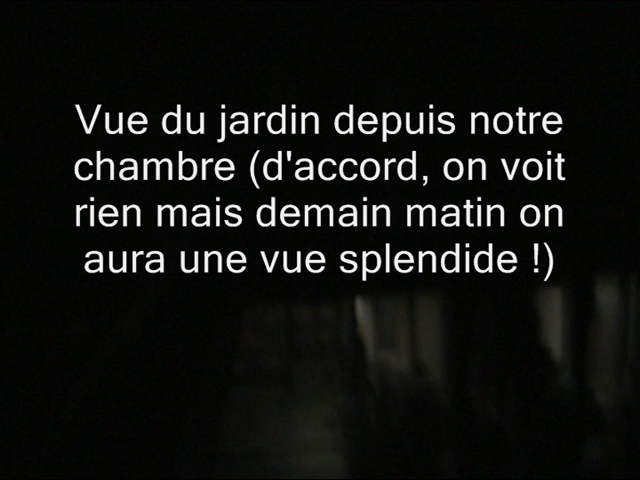 Vue du jardin depuis notre
chambre (d'accord, on voit
rien mais demain matin on
aura une vue splendide !)